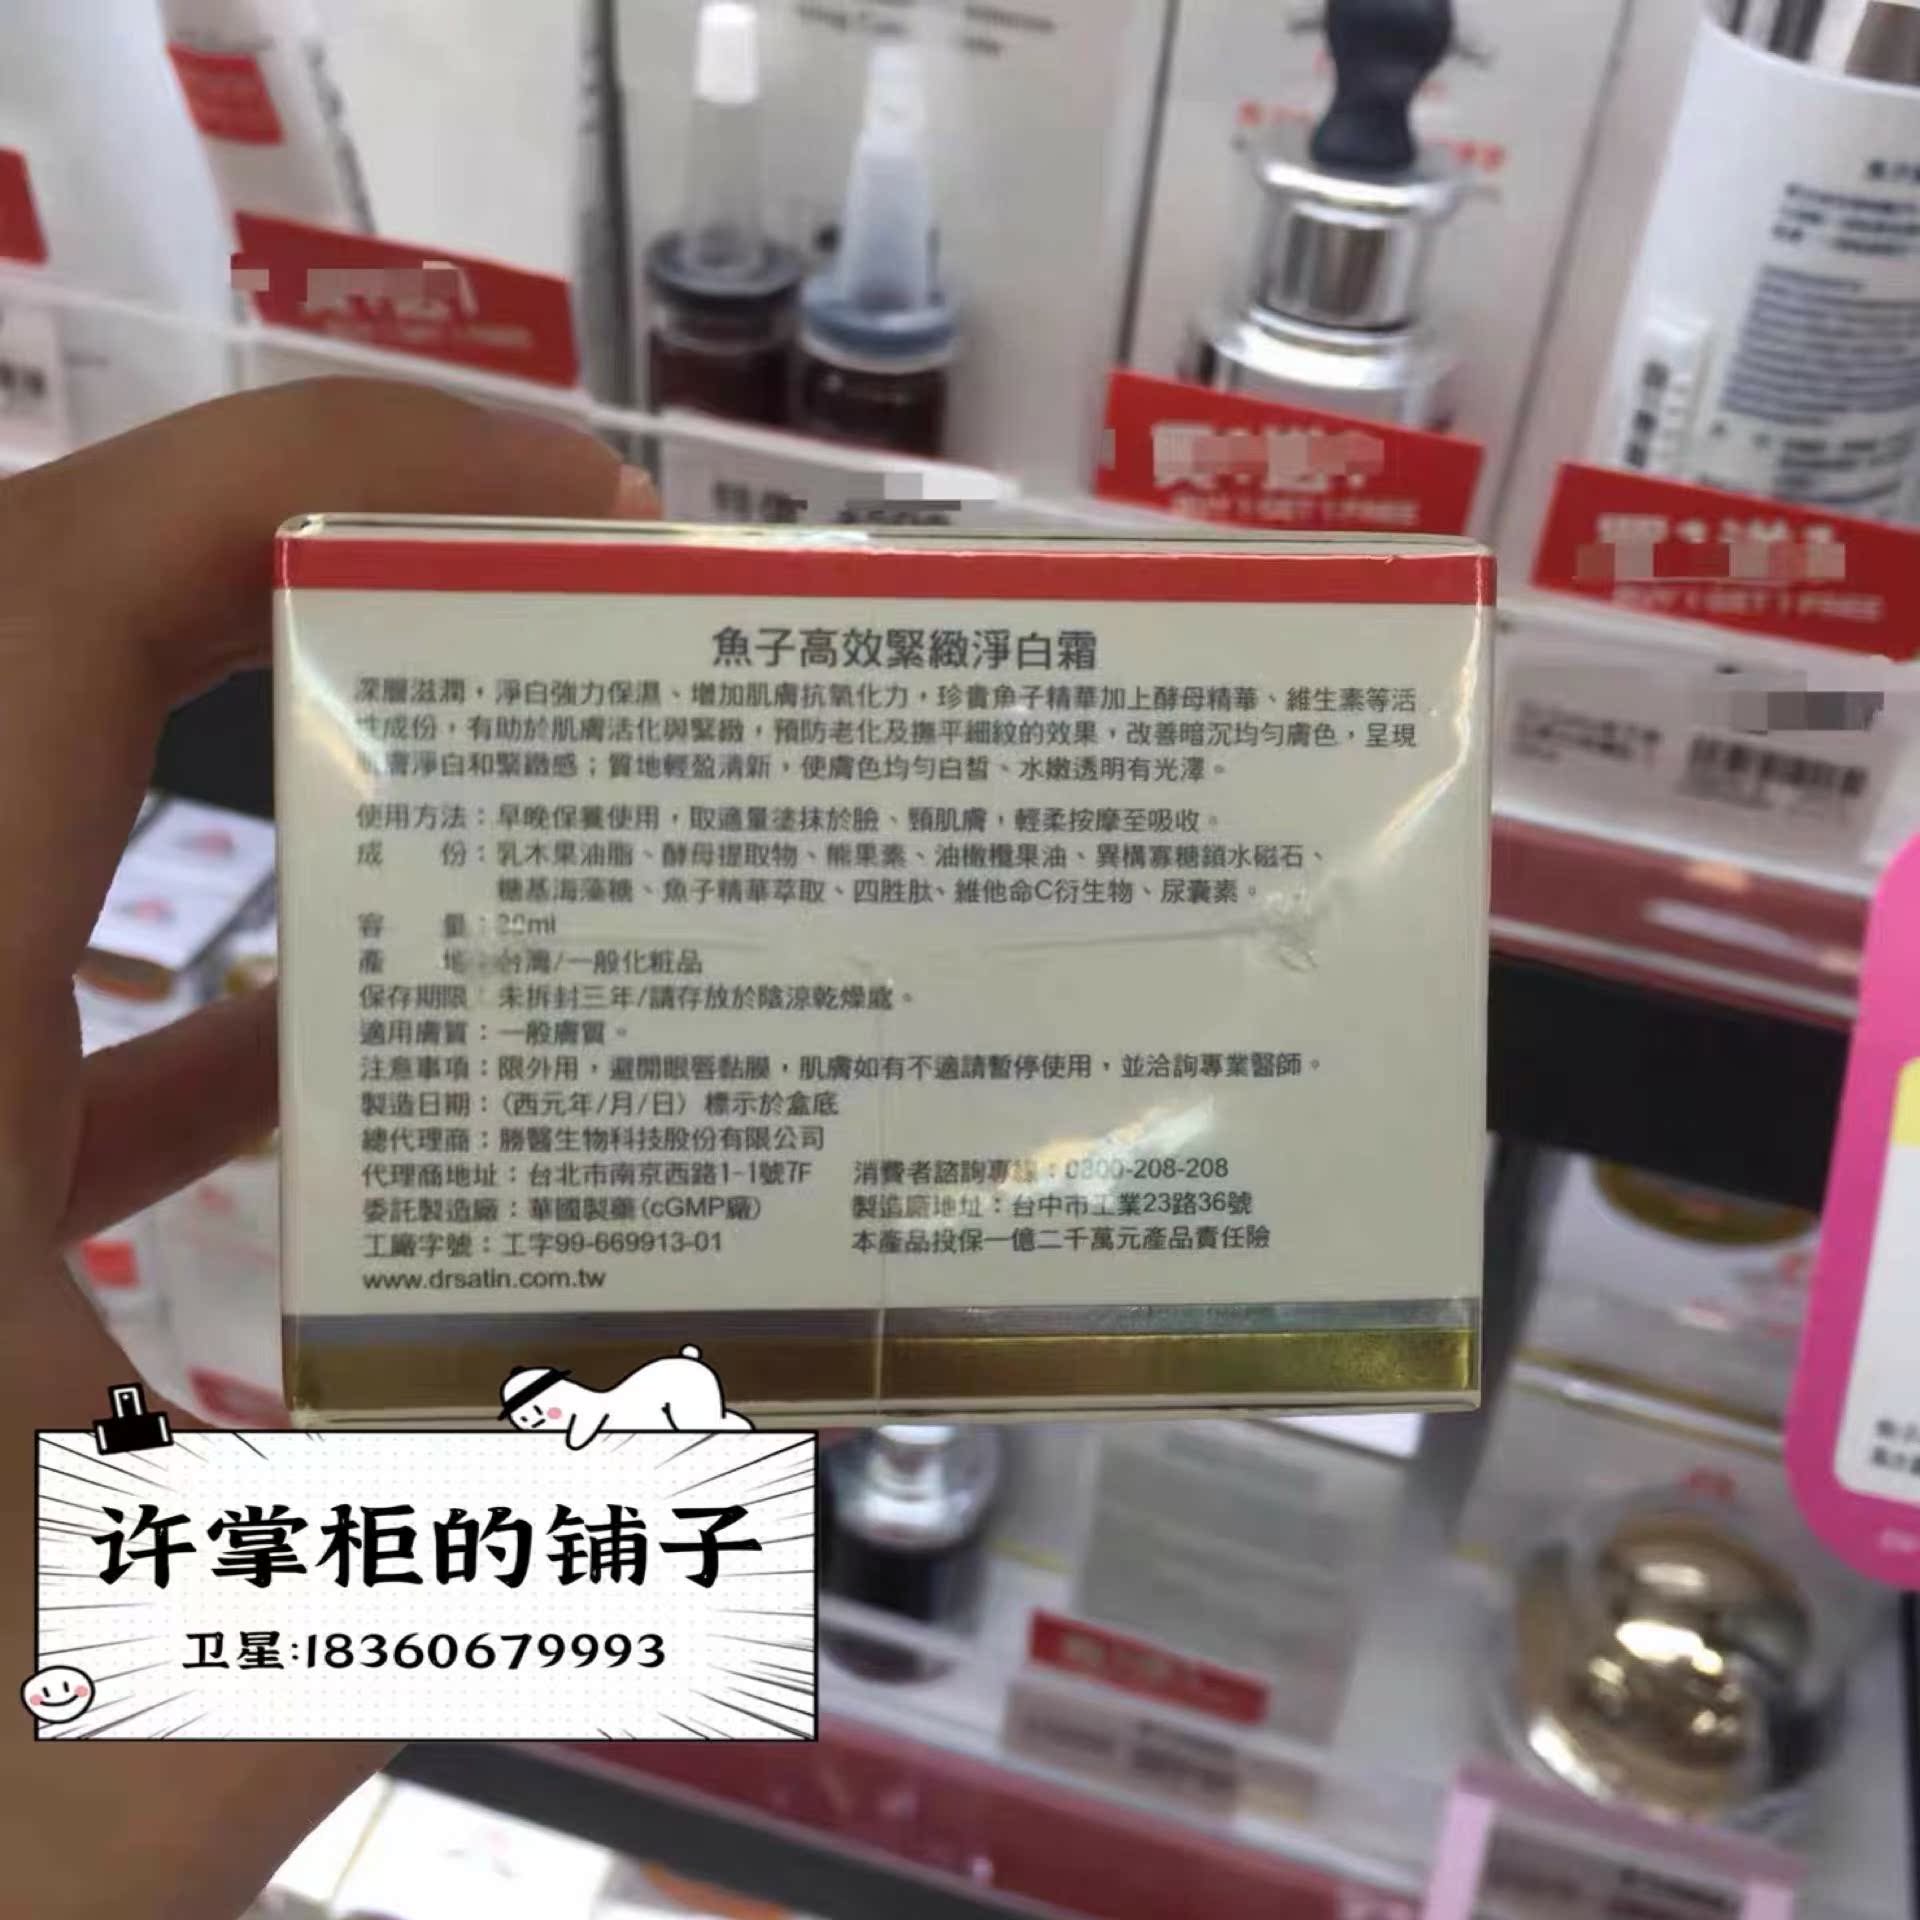 魚子高效緊緻淨白霜
深層滋潤，淨白強力保濕、增加肌膚抗氧化力，珍貴魚子精華加上酵母精華、維生素等活
性成份，有助於肌膚活化與緊緻，預防老化及撫平細紋的效果，改善暗沉均勻膚色，呈現
肌膚淨白和緊緻感；質地輕盈清新，使膚色均勻白皙、水嫩透明有光澤。
使用方法：早晚保養使用，取適量塗抹於臉、頸肌膚，輕柔按摩至吸收。
成　　份：乳木果油脂、酵母提取物、熊果素、油橄欖果油、異構寡糖鎖水磁石、
糖基海藻糖、魚子精華萃取、四胜肽、維他命C衍生物、尿囊素。
容　　量：30ml
產　　地：台灣/一般化粧品
保存期限：未拆封三年/請存放於陰涼乾燥處。
適用膚質：一般膚質。
注意事項：限外用，避開眼唇黏膜，肌膚如有不適請暫停使用，並洽詢專業醫師。
製造日期：(西元年/月/日) 標示於盒底
總代理商：勝醫生物科技股份有限公司
代理商地址：台北市南京西路1-1號7F　消費者諮詢專線：0800-208-208
委託製造廠：華國製藥(cGMP廠)　製造廠地址：台中市工業23路36號
工廠字號：工字99-669913-01　本產品投保一億二千萬元產品責任險
www.drsatin.com.tw
BUY 1 GET 1 FREE
BUY 1 GET 1 FREE
许掌柜的铺子
卫星:18360679993